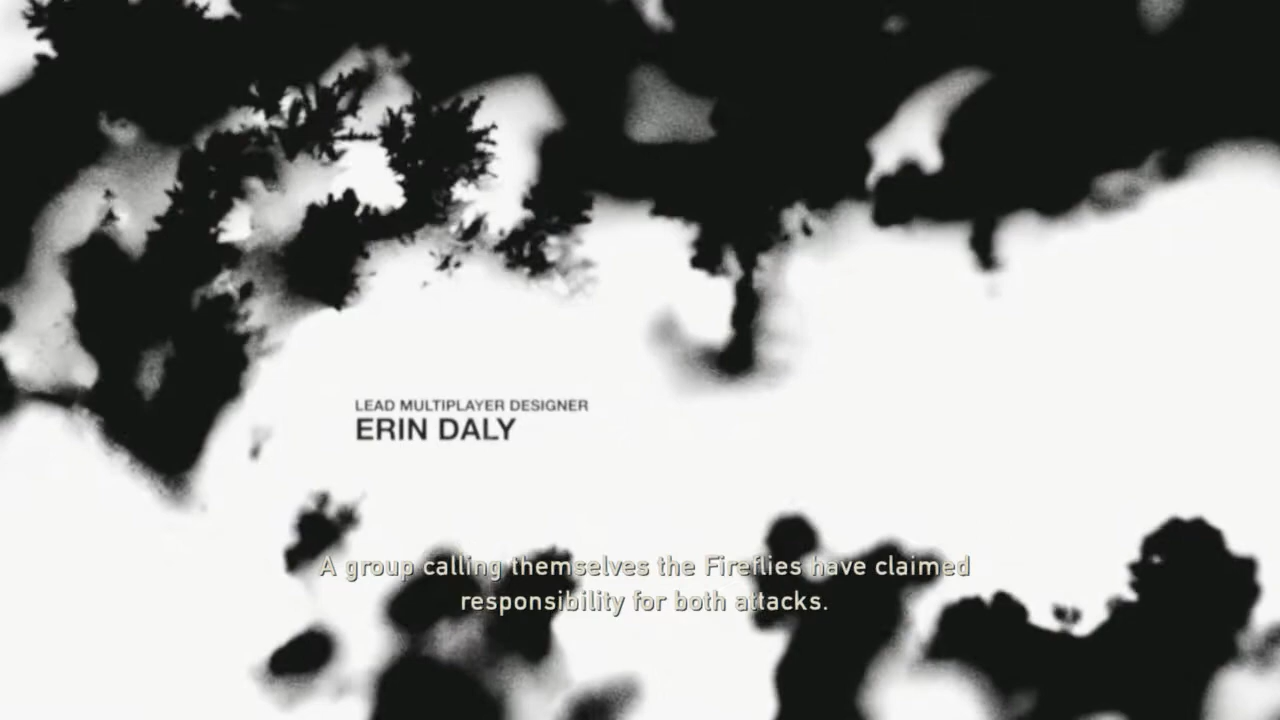 LEAD MULTIPLAYER DESIGNER
ERIN DALY
A group calling themselves the Fireflies have claimed
responsibility for both attacks.